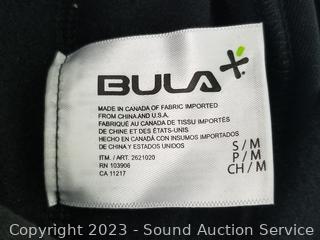 BULA
MADE IN CANADA OF FABRIC IMPORTED
FROM CHINA AND U.S.A.
FABRIQUÉ AU CANADA DE TISSU IMPORTÉS
DE CHINE ET DES ÉTATS-UNIS
HECHO EN CANADÁ CON INSUMOS IMPORTADOS
DE CHINA Y ESTADOS UNIDOS
ITM. / ART. 2621020
RN 103906
CA 11217
S / M
P / M
CH / M
Copyright 2023 - Sound Auction Service